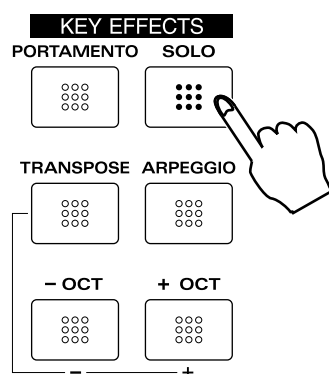 KEY EFFECTS
PORTAMENTO SOLO
TRANSPOSE ARPEGGIO
– OCT + OCT
– +